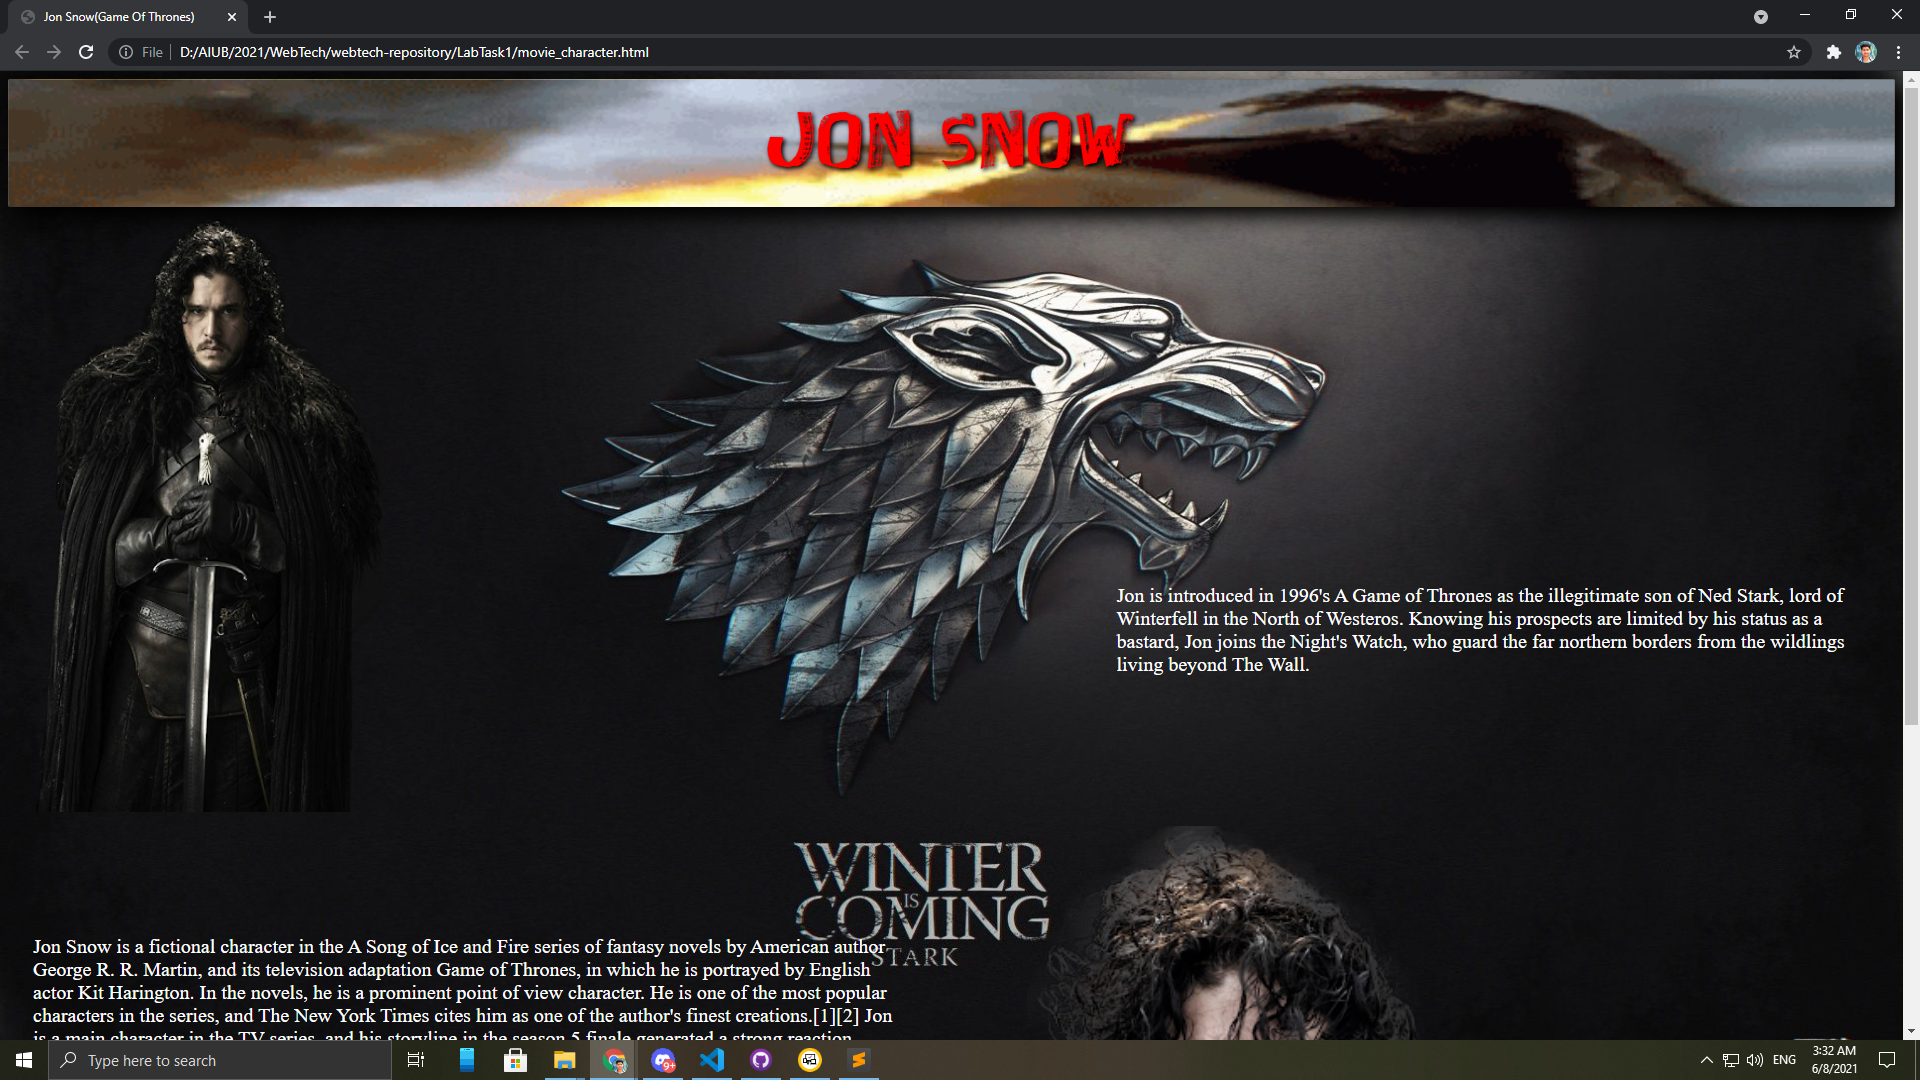 Jon Snow(Game Of Thrones)
File
D:/AIUB/2021/WebTech/webtech-repository/LabTask1/movie_character.html
JON SNOW
Jon is introduced in 1996's A Game of Thrones as the illegitimate son of Ned Stark, lord of
Winterfell in the North of Westeros. Knowing his prospects are limited by his status as a
bastard, Jon joins the Night's Watch, who guard the far northern borders from the wildlings
living beyond The Wall.
WINTER
IS
COMING
STARK
Jon Snow is a fictional character in the A Song of Ice and Fire series of fantasy novels by American author
George R. R. Martin, and its television adaptation Game of Thrones, in which he is portrayed by English
actor Kit Harington. In the novels, he is a prominent point of view character. He is one of the most popular
characters in the series, and The New York Times cites him as one of the author's finest creations.[1][2] Jon
is a main character in the TV series, and his storyline in the season 5 finale generated a strong reaction
Type here to search
9+
ENG
3:32 AM
6/8/2021